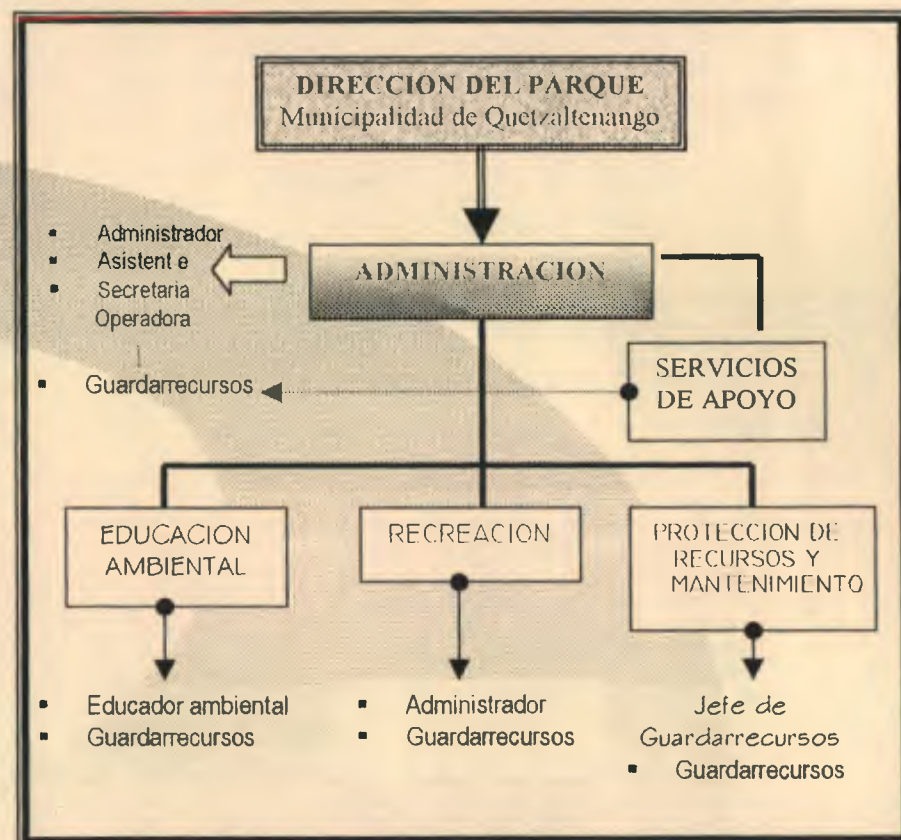 DIRECCION DEL PARQUE
Municipalidad de Quetzaltenango
▪ Administrador
▪ Asistent e
▪ Secretaria
Operadora
▪ Guardarrecursos
ADMINISTRACION
SERVICIOS
DE APOYO
EDUCACION
AMBIENTAL
RECREACION
PROTECCION DE
RECURSOS Y
MANTENIMIENTO
▪ Educador ambiental
▪ Guardarrecursos
▪ Administrador
▪ Guardarrecursos
Jefe de
Guardarrecursos
▪ Guardarrecursos